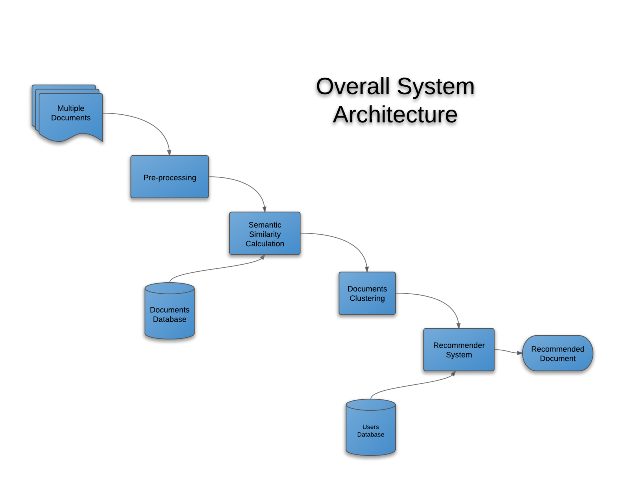 Overall System
Architecture
Multiple
Documents
Pre-processing
Semantic
Similarity
Calculation
Documents
Clustering
Documents
Database
Recommender
System
Recommended
Document
Users
Database